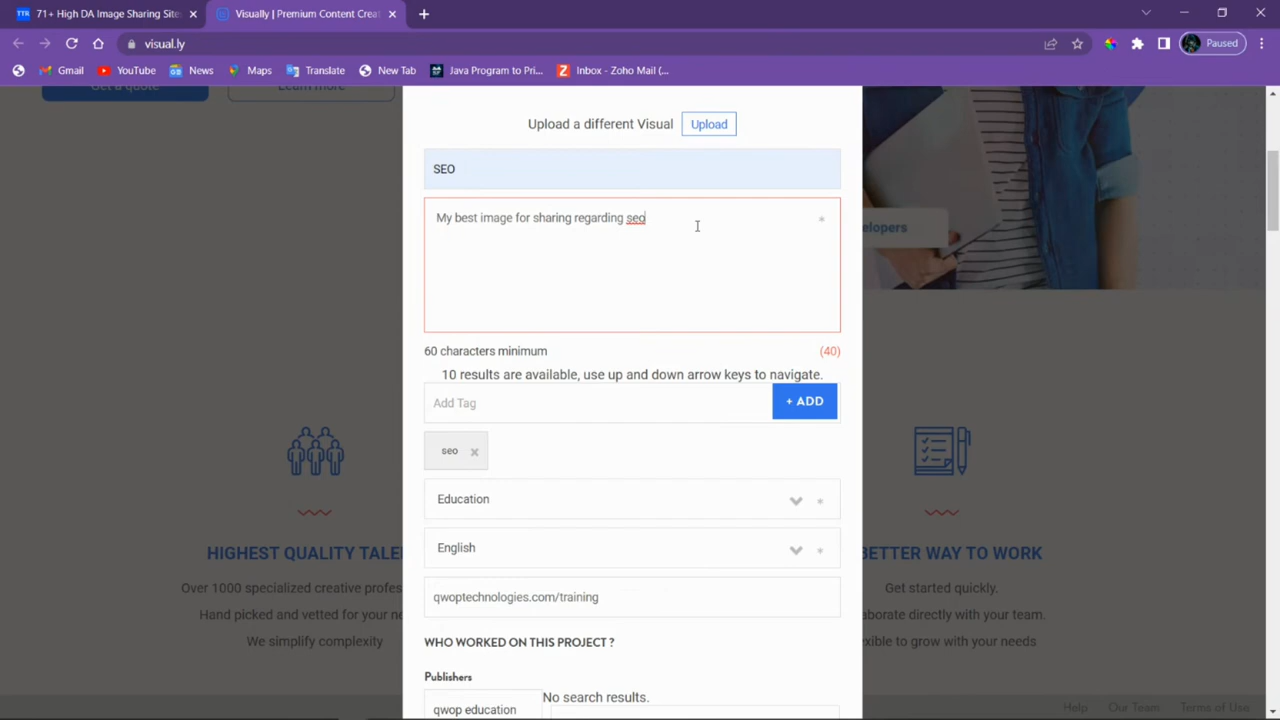 71+ High DA Image Sharing Site
Visually | Premium Content Crea
visual.ly
Paused
Gmail
YouTube
News
Maps
Translate
New Tab
Java Program to Pri...
Inbox - Zoho Mail (...
Get a quote
Learn more
Upload a different Visual
Upload
SEO
My best image for sharing regarding seo
*
elopers
60 characters minimum
(40)
10 results are available, use up and down arrow keys to navigate.
Add Tag
+ ADD
seo
Education
*
English
*
qwoptechnologies.com/training
WHO WORKED ON THIS PROJECT ?
Publishers
No search results.
qwop education
HIGHEST QUALITY TALE
Over 1000 specialized creative profes
Hand picked and vetted for your ne
We simplify complexity
BETTER WAY TO WORK
Get started quickly.
aborate directly with your team.
exible to grow with your needs
Help
Our Team
Terms of Use